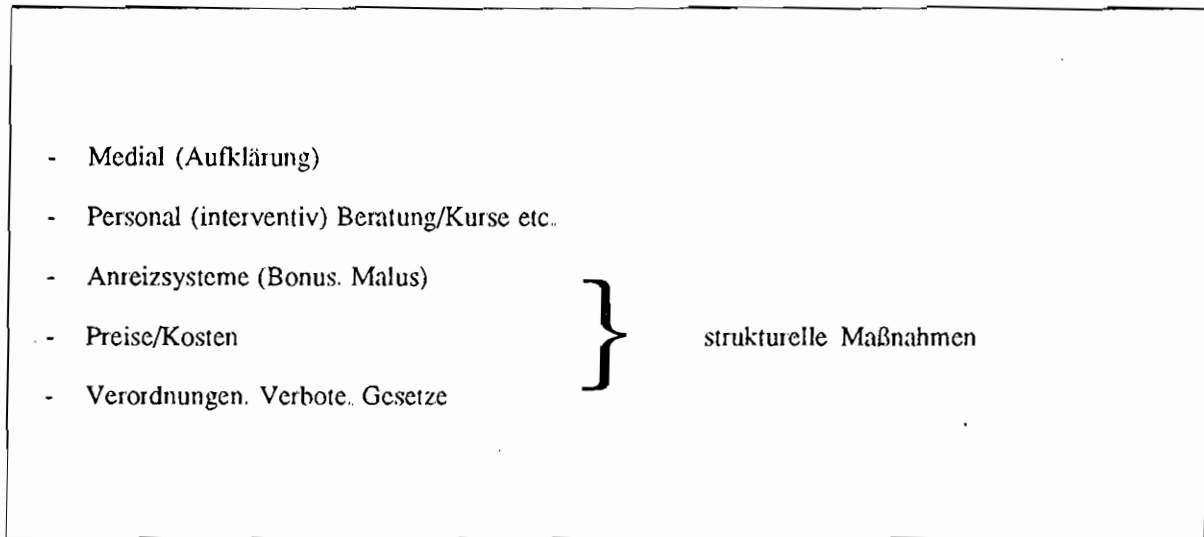 - Medial (Aufklärung)
- Personal (interventiv) Beratung/Kurse etc.
- Anreizsysteme (Bonus. Malus)
- Preise/Kosten } strukturelle Maßnahmen
- Verordnungen. Verbote. Gesetze